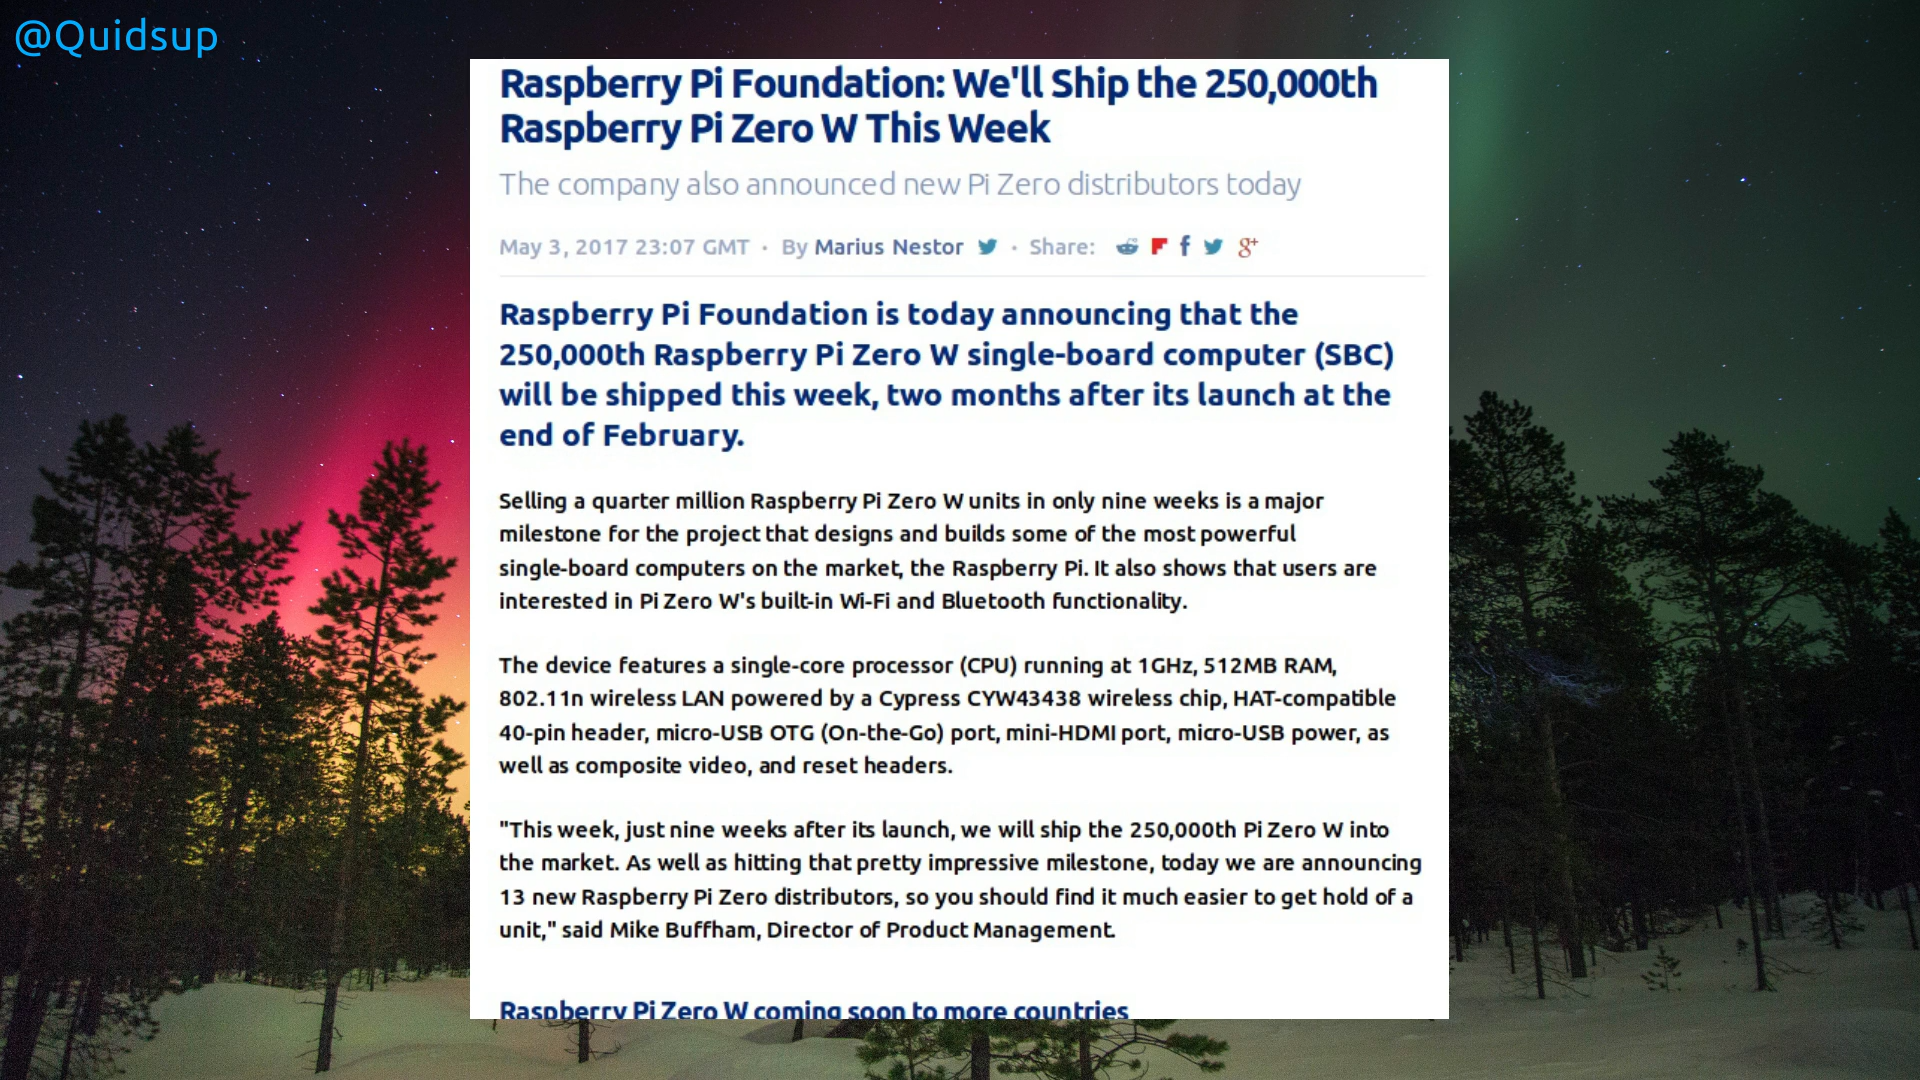 @Quidsup
Raspberry Pi Foundation: We'll Ship the 250,000th
Raspberry Pi Zero W This Week
The company also announced new Pi Zero distributors today
May 3, 2017 23:07 GMT · By Marius Nestor · Share:
Raspberry Pi Foundation is today announcing that the
250,000th Raspberry Pi Zero W single-board computer (SBC)
will be shipped this week, two months after its launch at the
end of February.
Selling a quarter million Raspberry Pi Zero W units in only nine weeks is a major
milestone for the project that designs and builds some of the most powerful
single-board computers on the market, the Raspberry Pi. It also shows that users are
interested in Pi Zero W's built-in Wi-Fi and Bluetooth functionality.
The device features a single-core processor (CPU) running at 1GHz, 512MB RAM,
802.11n wireless LAN powered by a Cypress CYW43438 wireless chip, HAT-compatible
40-pin header, micro-USB OTG (On-the-Go) port, mini-HDMI port, micro-USB power, as
well as composite video, and reset headers.
"This week, just nine weeks after its launch, we will ship the 250,000th Pi Zero W into
the market. As well as hitting that pretty impressive milestone, today we are announcing
13 new Raspberry Pi Zero distributors, so you should find it much easier to get hold of a
unit," said Mike Buffham, Director of Product Management.
Raspberry Pi Zero W coming soon to more countries